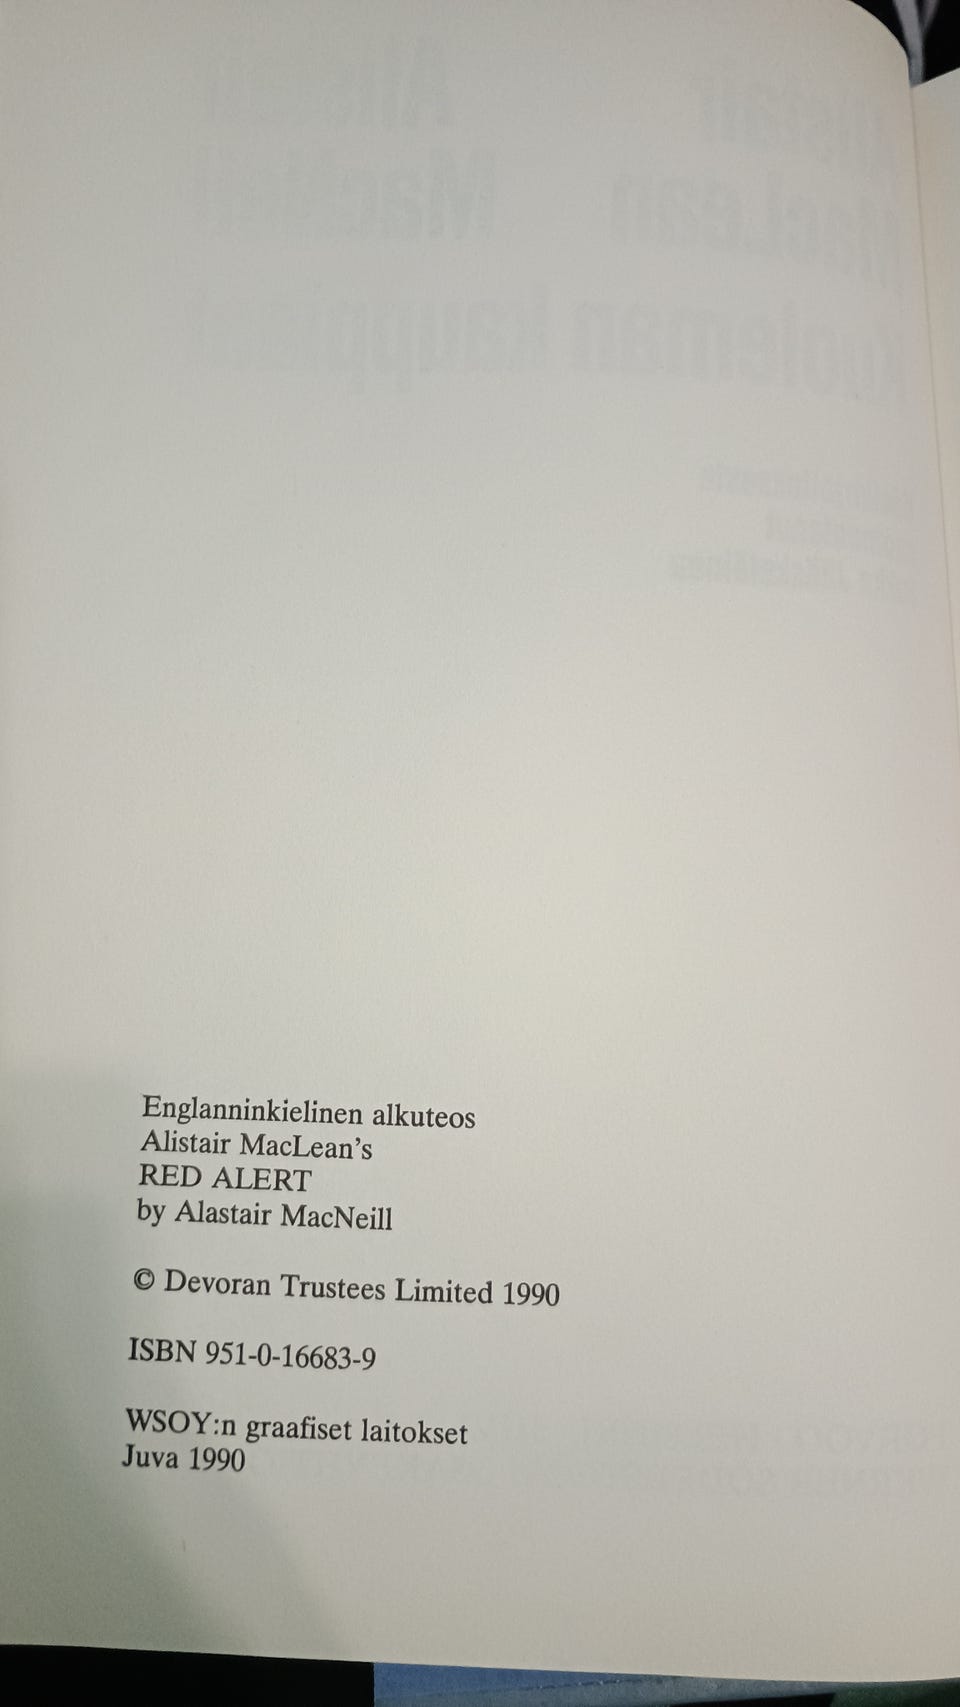 Englanninkielinen alkuteos
Alistair MacLean's
RED ALERT
by Alastair MacNeill
© Devoran Trustees Limited 1990
ISBN 951-0-16683-9
WSOY:n graafiset laitokset
Juva 1990